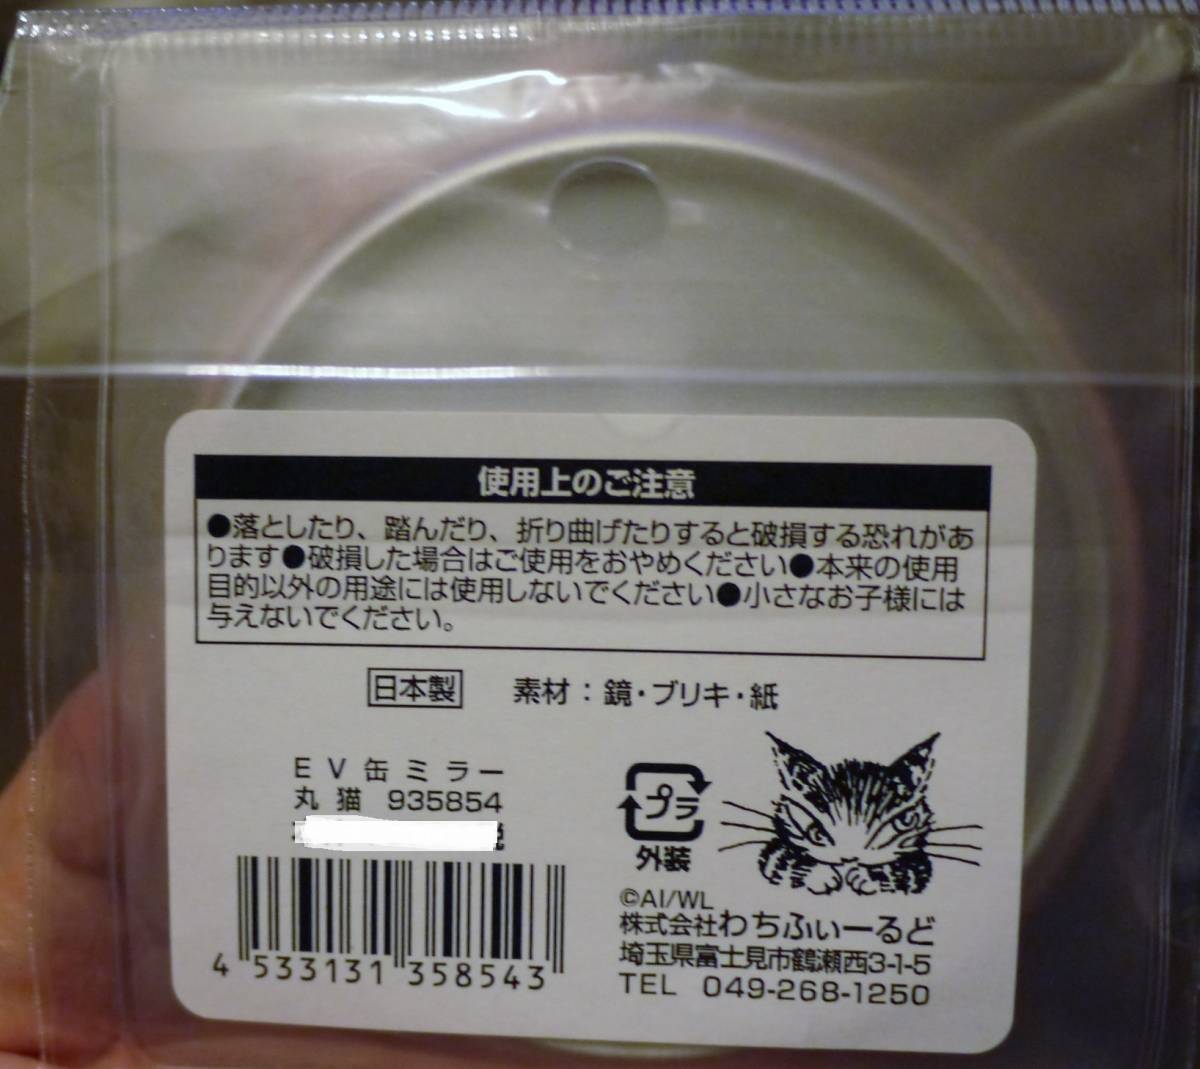 使用上のご注意
●落としたり、踏んだり、折り曲げたりすると破損する恐れがあ
ります●破損した場合はご使用をおやめください●本来の使用
目的以外の用途には使用しないでください●小さなお子様には
与えないでください。
日本製 素材：鏡・ブリキ・紙
EV缶ミラー
丸猫 935854
4 533131 358543
プラ
外装
©AI/WL
株式会社わちふぃーるど
埼玉県富士見市鶴瀬西3-1-5
TEL 049-268-1250